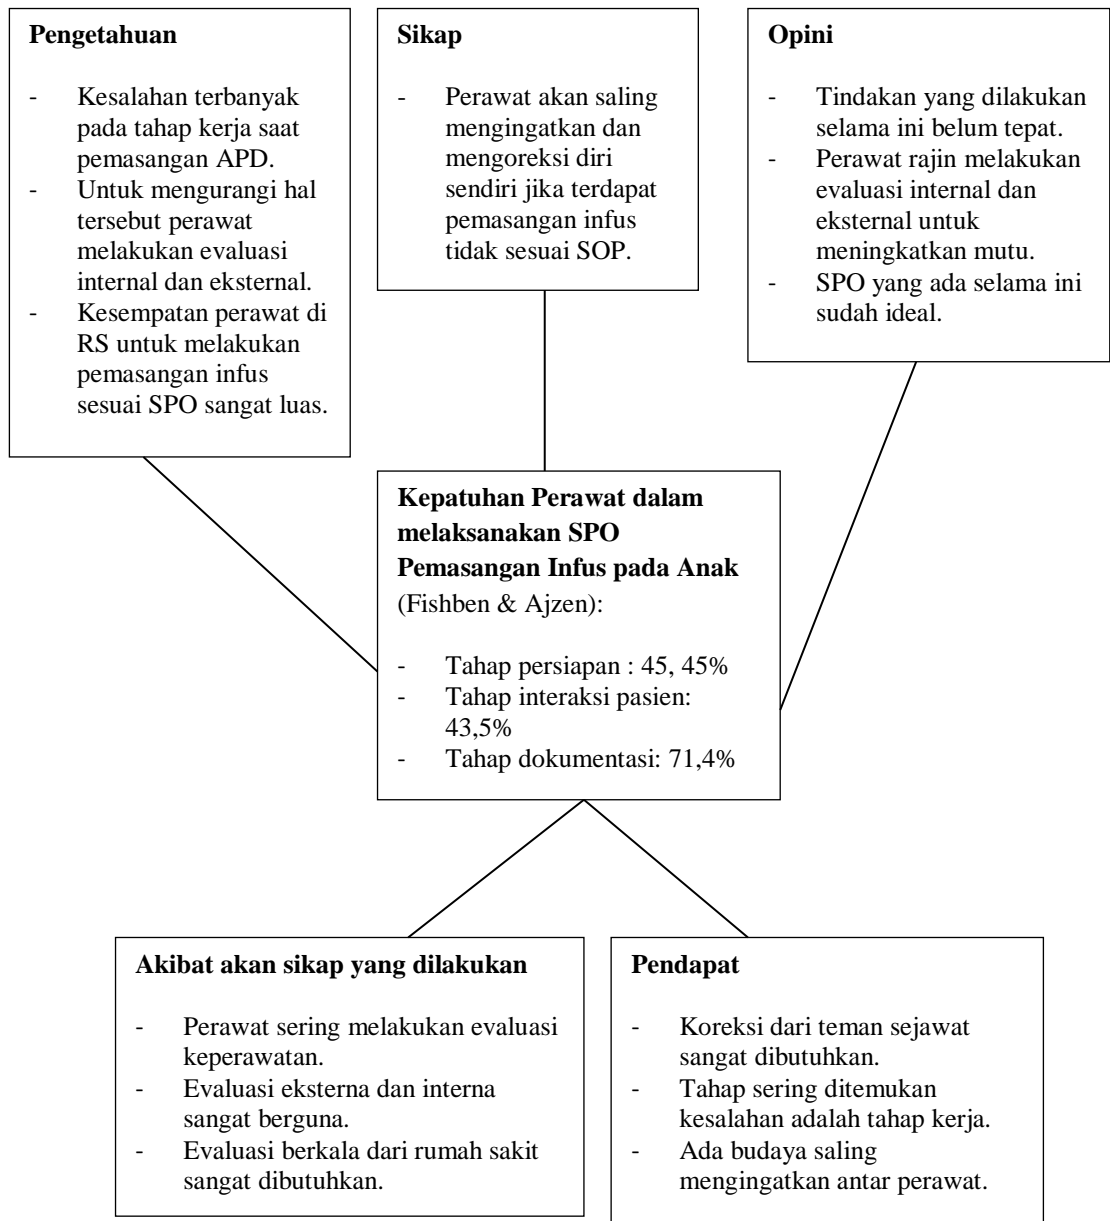 Pengetahuan
- Kesalahan terbanyak
pada tahap kerja saat
pemasangan APD.
- Untuk mengurangi hal
tersebut perawat
melakukan evaluasi
internal dan eksternal.
- Kesempatan perawat di
RS untuk melakukan
pemasangan infus
sesuai SPO sangat luas.
Sikap
- Perawat akan saling
mengingatkan dan
mengoreksi diri
sendiri jika terdapat
pemasangan infus
tidak sesuai SOP.
Opini
- Tindakan yang dilakukan
selama ini belum tepat.
- Perawat rajin melakukan
evaluasi internal dan
eksternal untuk
meningkatkan mutu.
- SPO yang ada selama ini
sudah ideal.
Kepatuhan Perawat dalam
melaksanakan SPO
Pemasangan Infus pada Anak
(Fishben & Ajzen):
- Tahap persiapan : 45, 45%
- Tahap interaksi pasien:
43,5%
- Tahap dokumentasi: 71,4%
Akibat akan sikap yang dilakukan
- Perawat sering melakukan evaluasi
keperawatan.
- Evaluasi eksterna dan interna
sangat berguna.
- Evaluasi berkala dari rumah sakit
sangat dibutuhkan.
Pendapat
- Koreksi dari teman sejawat
sangat dibutuhkan.
- Tahap sering ditemukan
kesalahan adalah tahap kerja.
- Ada budaya saling
mengingatkan antar perawat.